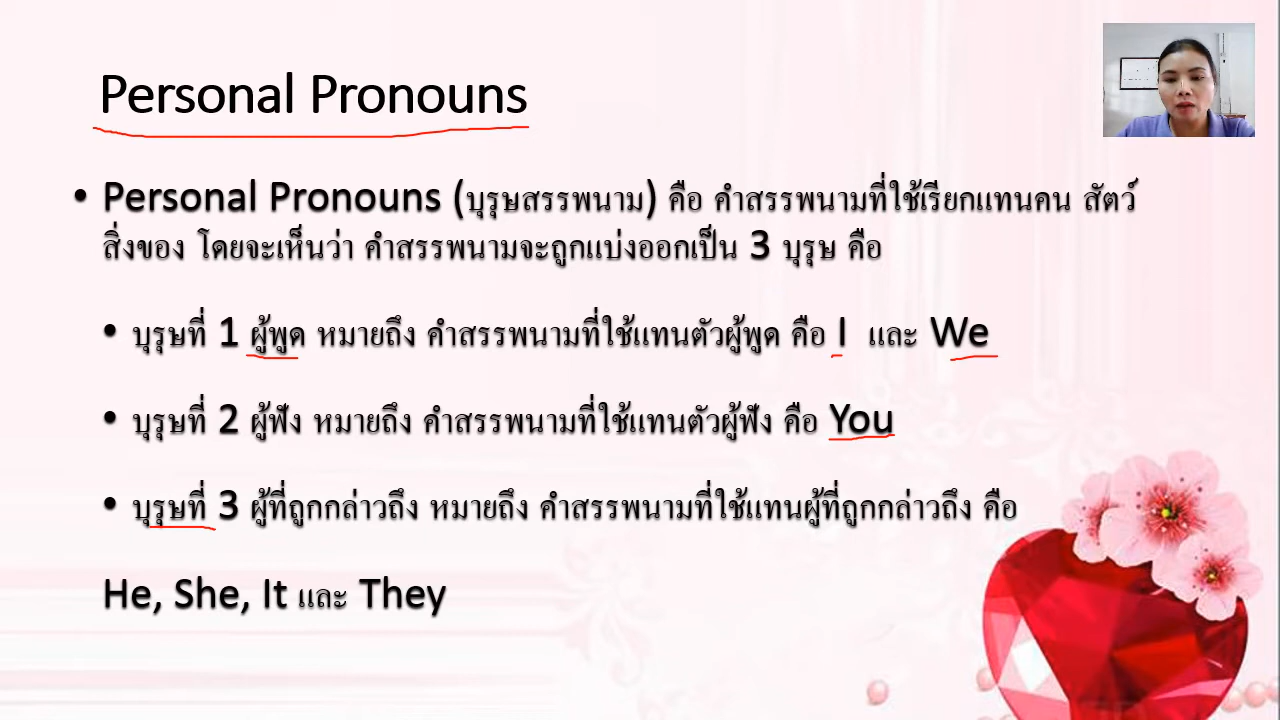 Personal Pronouns
• Personal Pronouns (บุรุษสรรพนาม) คือ คำสรรพนามที่ใช้เรียกแทนคน สัตว์
สิ่งของ โดยจะเห็นว่า คำสรรพนามจะถูกแบ่งออกเป็น 3 บุรุษ คือ
• บุรุษที่ 1 ผู้พูด หมายถึง คำสรรพนามที่ใช้แทนตัวผู้พูด คือ I และ We
• บุรุษที่ 2 ผู้ฟัง หมายถึง คำสรรพนามที่ใช้แทนตัวผู้ฟัง คือ You
• บุรุษที่ 3 ผู้ที่ถูกกล่าวถึง หมายถึง คำสรรพนามที่ใช้แทนผู้ที่ถูกกล่าวถึง คือ
He, She, It และ They